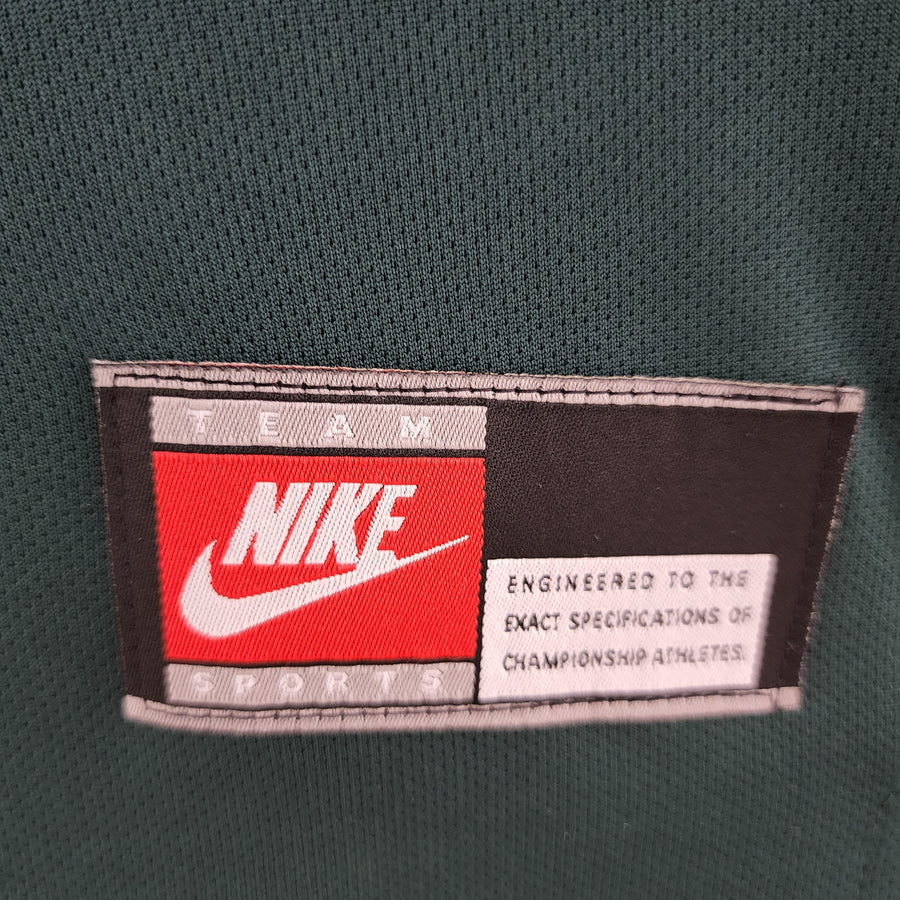 TEAM
NIKE
SPORTS
ENGINEERED TO THE
EXACT SPECIFICATIONS OF
CHAMPIONSHIP ATHLETES.